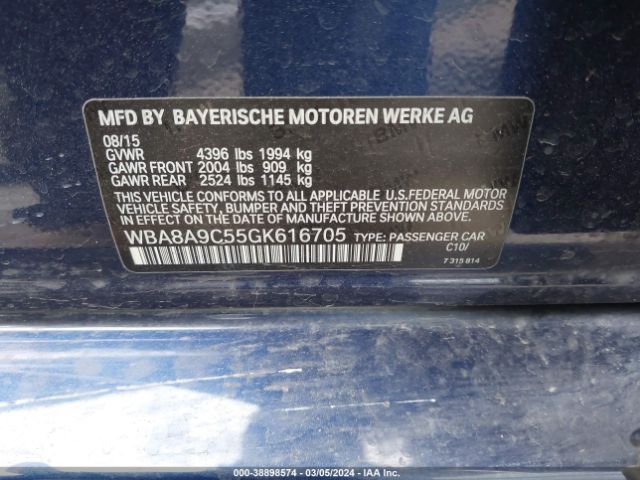 MFD BY BAYERISCHE MOTOREN WERKE AG
08/15
GVWR 4396 lbs 1994 kg
GAWR FRONT 2004 lbs 909 kg
GAWR REAR 2524 lbs 1145 kg
THIS VEHICLE CONFORMS TO ALL APPLICABLE U.S.FEDERAL MOTOR
VEHICLE SAFETY, BUMPER AND THEFT PREVENTION STANDARDS
IN EFFECT ON THE DATE OF MANUFACTURE SHOWN ABOVE.
WBA8A9C55GK616705 TYPE: PASSENGER CAR
C10/
7 315 814
000-38898574 — 03/05/2024 — IAA Inc.